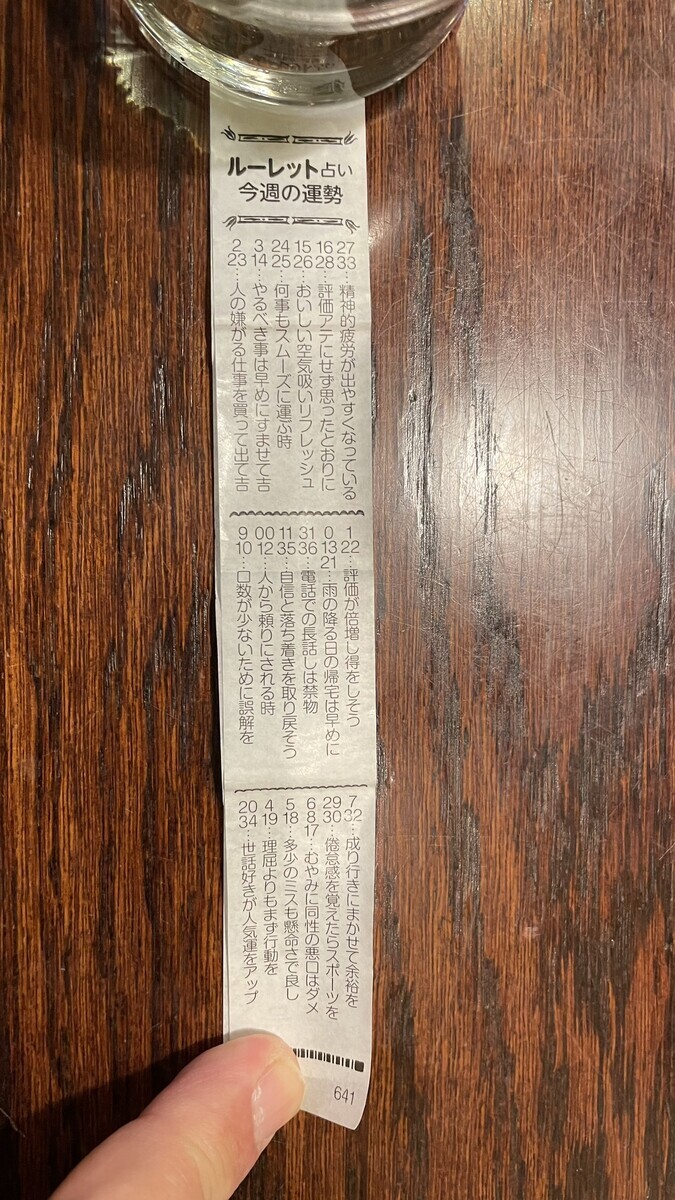 ルーレット占い
今週の運勢
27 33…精神的疲労が出やすくなっている
16 28…評価アテにせず思ったとおりに
15 26…おいしい空気吸いリフレッシュ
24 25…何事もスムーズに運ぶ時
3 14…やるべき事は早めにすませて吉
2 23…人の嫌がる仕事を買って出て吉
1 22…評価が倍増し得をしそう
0 13 21…雨の降る日の帰宅は早めに
31 36…電話での長話しは禁物
11 35…自信と落ち着きを取り戻そう
00 12…人から頼りにされる時
9 10…口数が少ないために誤解を
7 32…成り行きにまかせて余裕を
29 30…倦怠感を覚えたらスポーツを
6 8 17…むやみに同性の悪口はダメ
5 18…多少のミスも懸命さで良し
4 19…理屈よりもまず行動を
20 34…世話好きが人気運をアップ
641